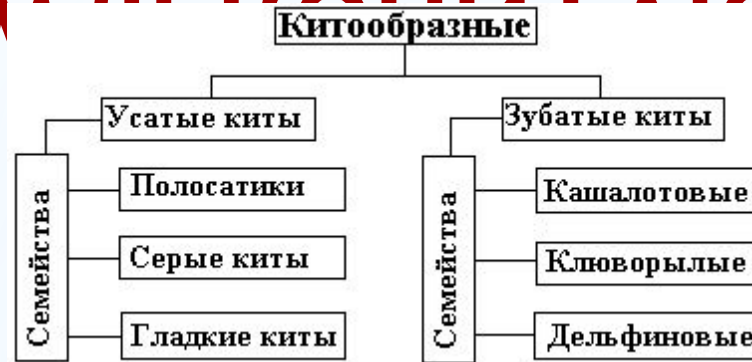 Китообразные
Усатые киты
Зубатые киты
Семейства
Полосатики
Серые киты
Гладкие киты
Семейства
Кашалотовые
Клюворылые
Дельфиновые